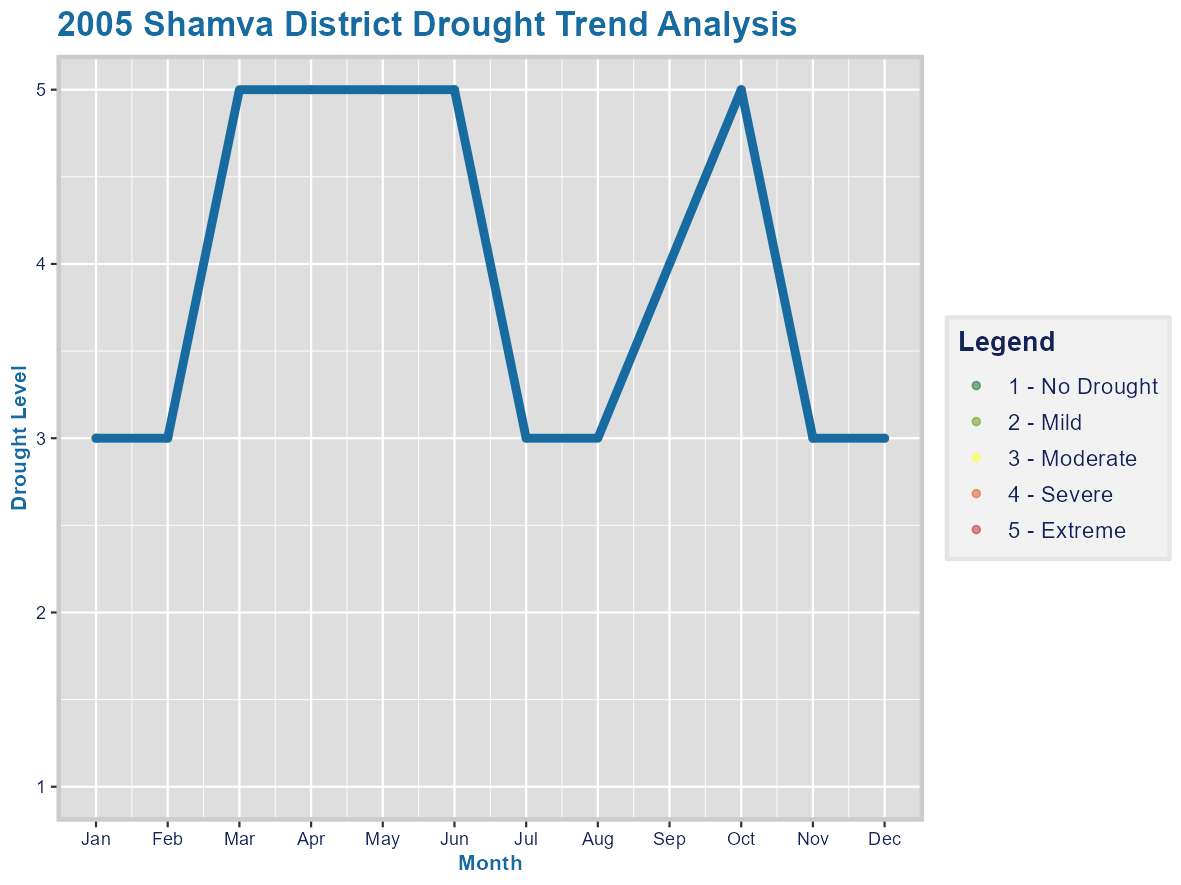 2005 Shamva District Drought Trend Analysis
5
4
3
2
1
Drought Level
Jan Feb Mar Apr May Jun Jul Aug Sep Oct Nov Dec
Month
Legend
1 - No Drought
2 - Mild
3 - Moderate
4 - Severe
5 - Extreme